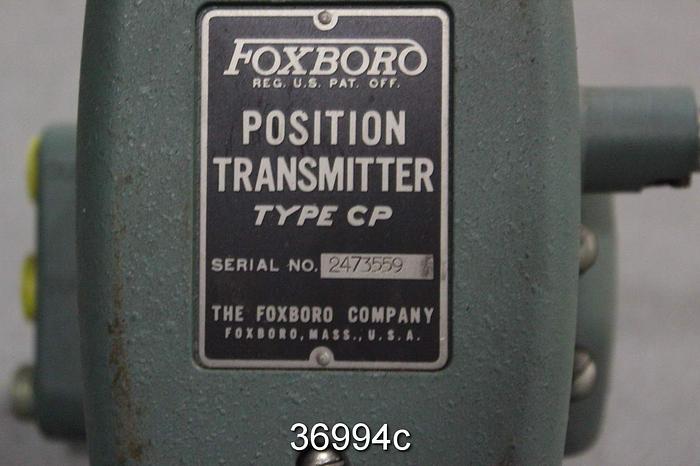 FOXBORO
REG. U.S. PAT. OFF.
POSITION
TRANSMITTER
TYPE CP
SERIAL NO. 2473559
THE FOXBORO COMPANY
FOXBORO, MASS., U.S.A.
36994c